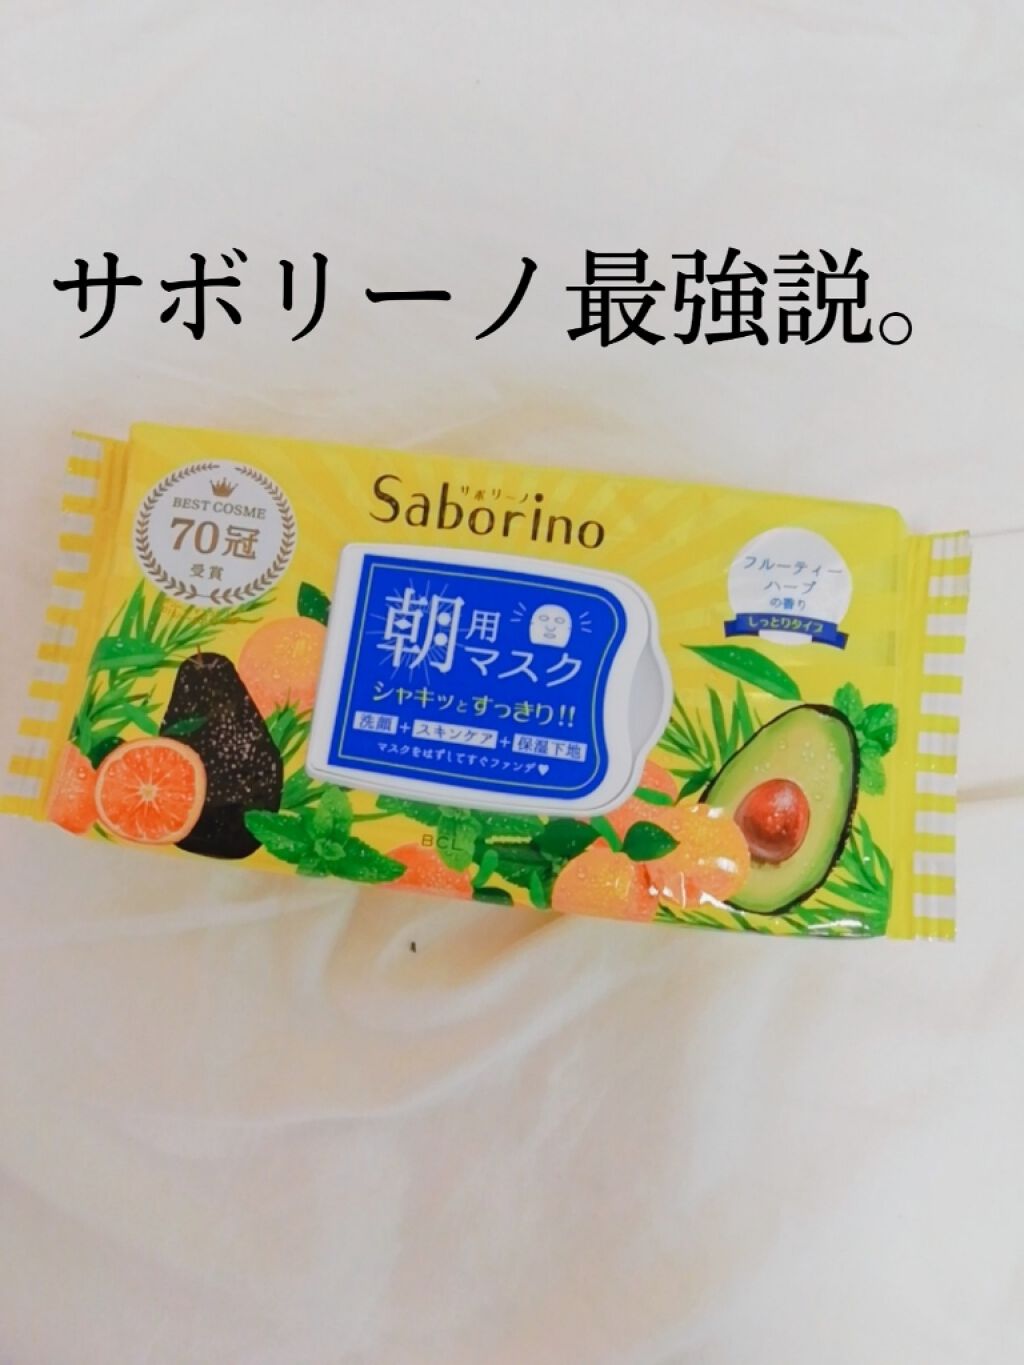 サボリーノ最強説。
BEST COSME
70冠
受賞
サボリーノ
Saborino
フルーティー
ハーブ
の香り
しっとりタイプ
朝用
マスク
シャキッとすっきり!!
洗顔+スキンケア+保湿下地
マスクをはずしてすぐファンデ♥
BCL